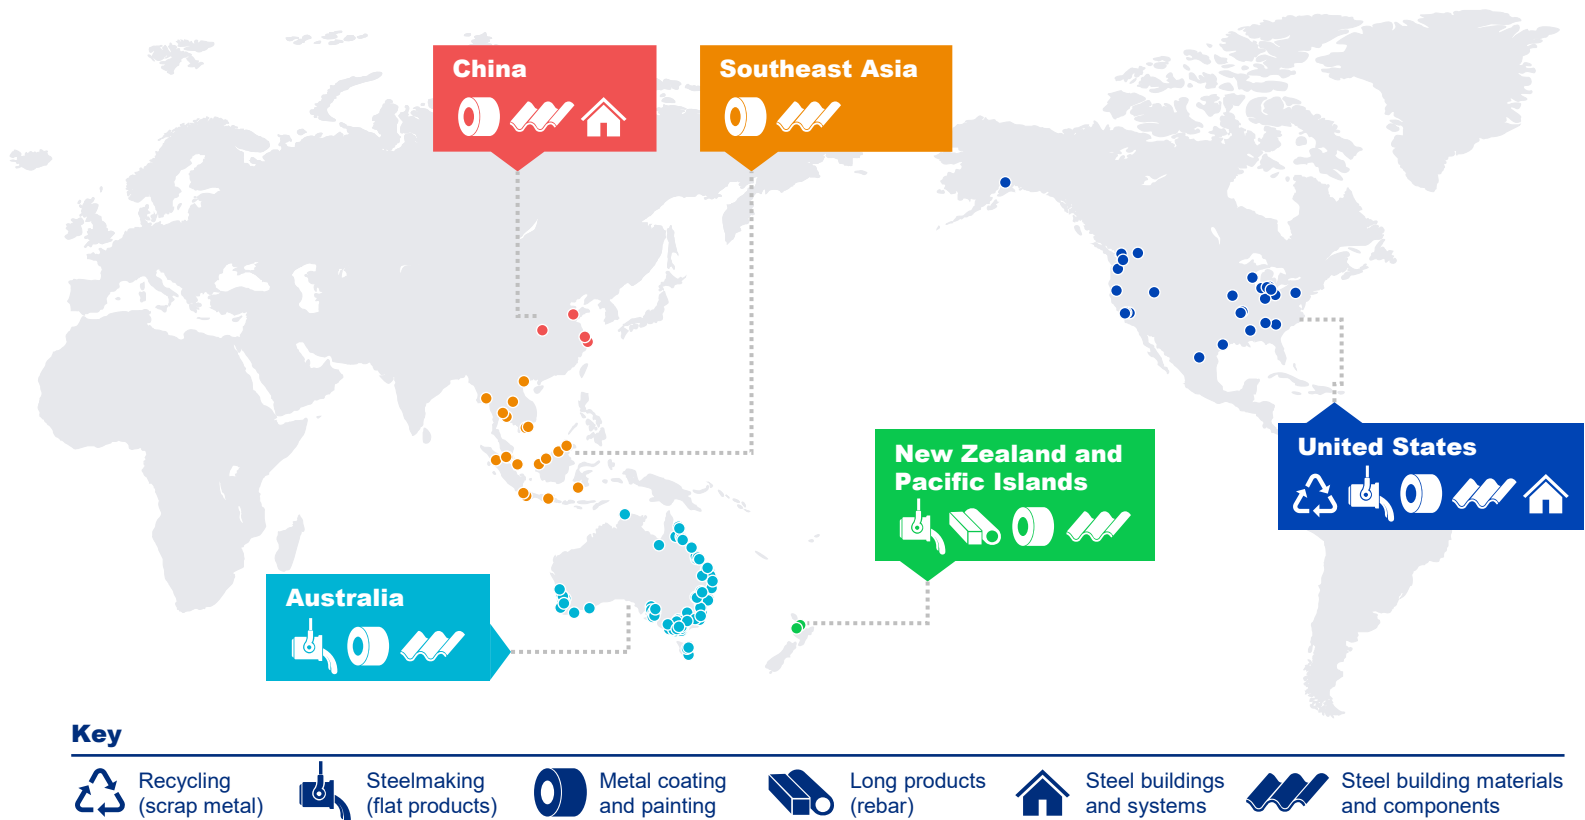 China
Southeast Asia
United States
New Zealand and
Pacific Islands
Australia
Key
Recycling
(scrap metal)
Steelmaking
(flat products)
Metal coating
and painting
Long products
(rebar)
Steel buildings
and systems
Steel building materials
and components